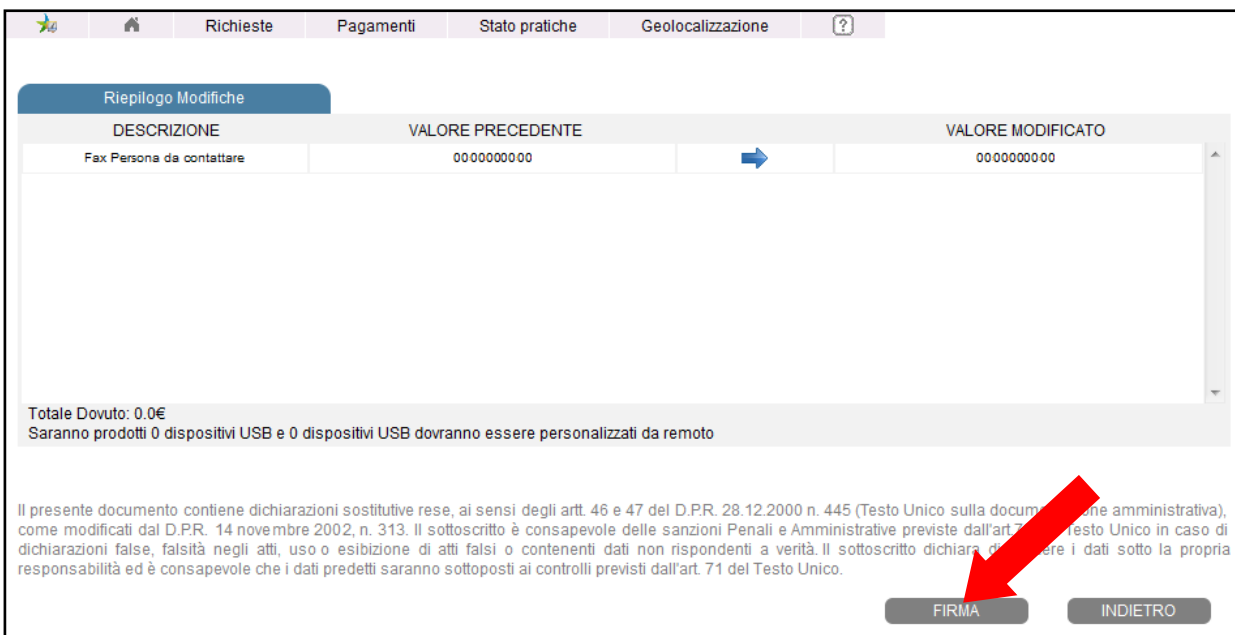 Richieste Pagamenti Stato pratiche Geolocalizzazione ?
Riepilogo Modifiche
DESCRIZIONE VALORE PRECEDENTE VALORE MODIFICATO
Fax Persona da contattare 0000000000 0000000000
Totale Dovuto: 0.0€
Saranno prodotti 0 dispositivi USB e 0 dispositivi USB dovranno essere personalizzati da remoto
Il presente documento contiene dichiarazioni sostitutive rese, ai sensi degli artt. 46 e 47 del D.P.R. 28.12.2000 n. 445 (Testo Unico sulla amministrativa),
come modificati dal D.P.R. 14 novembre 2002, n. 313. Il sottoscritto è consapevole delle sanzioni Penali e Amministrative previste dall'art. Testo Unico in caso di
dichiarazioni false, falsità negli atti, uso o esibizione di atti falsi o contenenti dati non rispondenti a verità. Il sottoscritto dichiara i dati sotto la propria
responsabilità ed è consapevole che i dati predetti saranno sottoposti ai controlli previsti dall'art. 71 del Testo Unico.
FIRMA INDIETRO